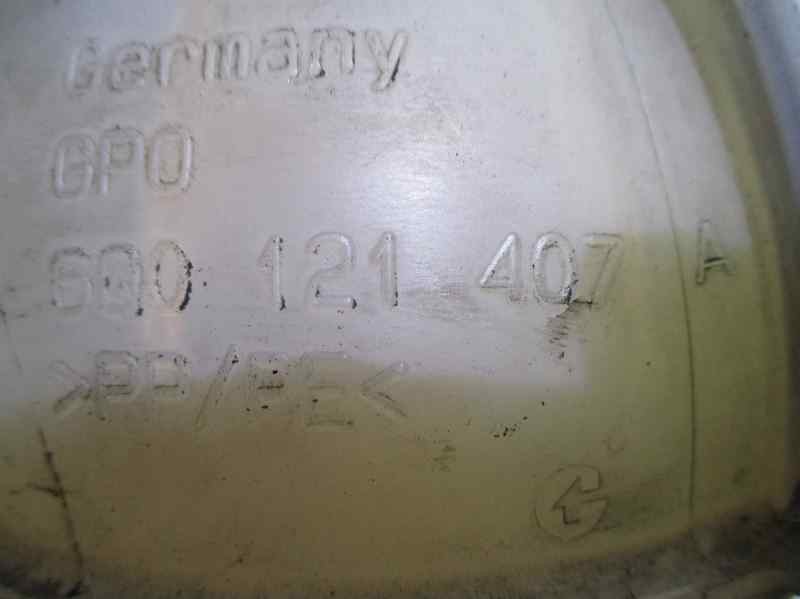 Germany
GPO
6Q0 121 407 A
>PP/PE<